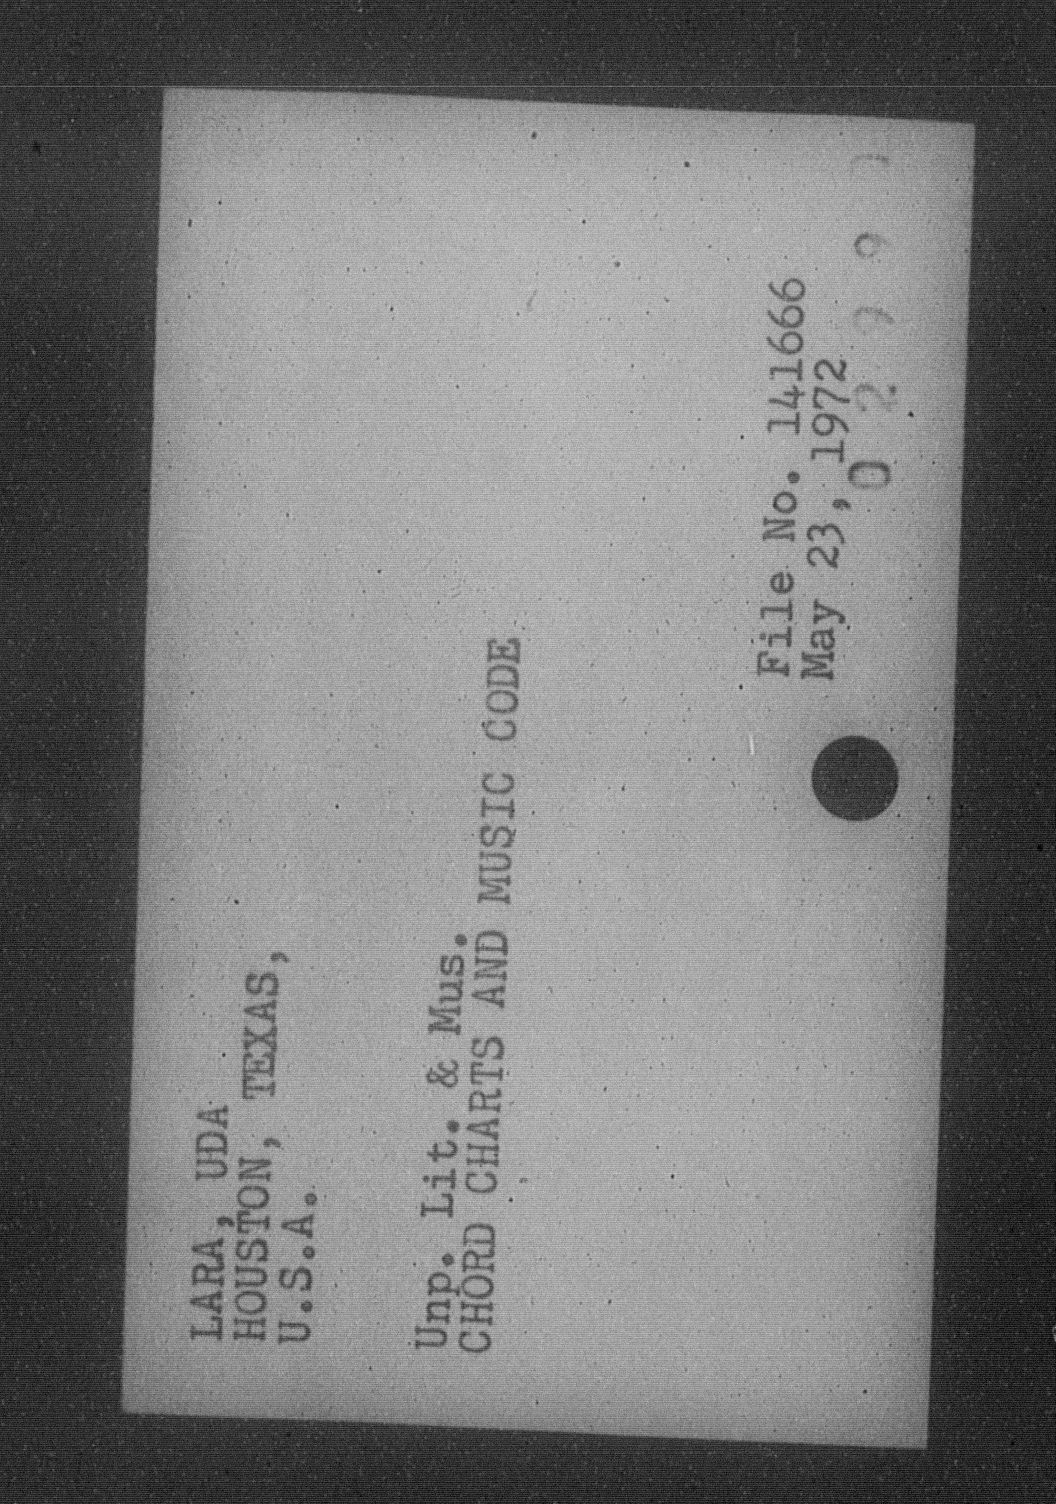 LARA, UDA
HOUSTON, TEXAS,
U.S.A.
Unp. Lit. & Mus.
CHORD CHARTS AND MUSIC CODE
File No. 141666
May 23, 1972